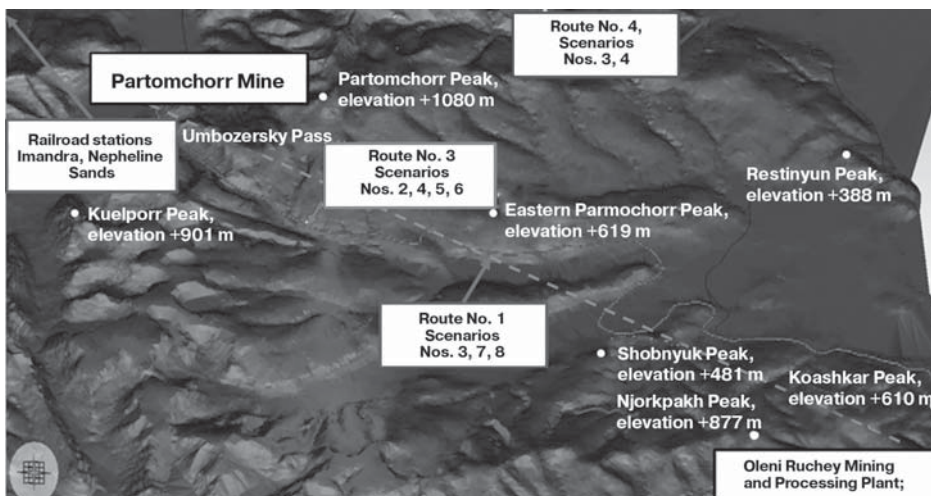 Route No. 4,
Scenarios
Nos. 3, 4
Partomchorr Mine
Partomchorr Peak,
elevation +1080 m
Railroad stations
Imandra, Nepheline
Sands
Umbozersky Pass
Route No. 3
Scenarios
Nos. 2, 4, 5, 6
Restinyun Peak,
elevation +388 m
Kuelporr Peak,
elevation +901 m
Eastern Parmochorr Peak,
elevation +619 m
Route No. 1
Scenarios
Nos. 3, 7, 8
Shobnyuk Peak,
elevation +481 m
Koashkar Peak,
elevation +610 m
Njorkpakh Peak,
elevation +877 m
Oleni Ruchey Mining
and Processing Plant;